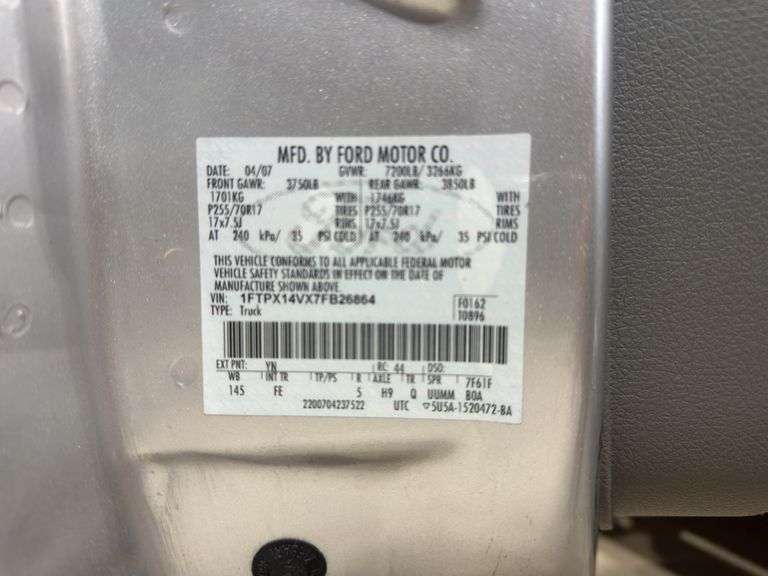 MFD. BY FORD MOTOR CO.
DATE: 04/07 GVWR: 7200LB/ 3266KG
FRONT GAWR: 3750LB REAR GAWR: 3850LB
1701KG WITH 1746KG WITH
P255/70R17 TIRES P255/70R17 TIRES
17x7.5J RIMS 17x7.5J RIMS
AT 240 kPa/ 35 PSI COLD AT 240 kPa/ 35 PSI COLD
THIS VEHICLE CONFORMS TO ALL APPLICABLE FEDERAL MOTOR
VEHICLE SAFETY STANDARDS IN EFFECT ON THE DATE OF
MANUFACTURE SHOWN ABOVE.
VIN: 1FTPX14VX7FB26864 F0162
TYPE: Truck T0896
EXT PNT: YN RC: 44 DSO:
WB INT TR TP/PS R AXLE TR SPR 7F61F
145 FE 5 H9 Q UUMM BOA
2200704237522 UTC ▽5U5A-1520472-BA